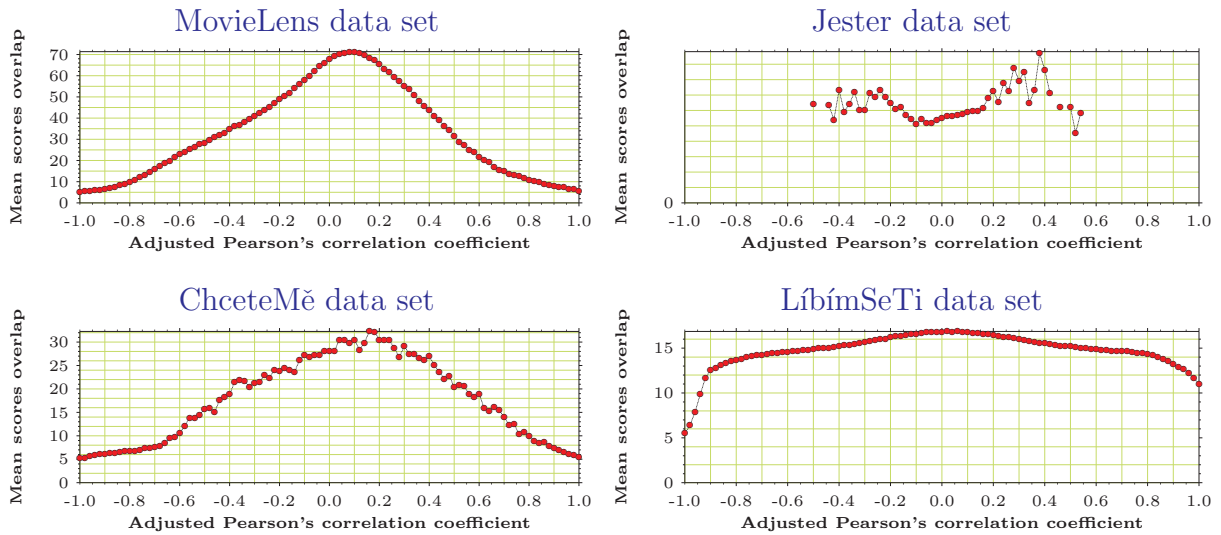 MovieLens data set
Mean scores overlap
70
60
50
40
30
20
10
0
-1.0 -0.8 -0.6 -0.4 -0.2 0.0 0.2 0.4 0.6 0.8 1.0
Adjusted Pearson's correlation coefficient
Jester data set
Mean scores overlap
0
-1.0 -0.8 -0.6 -0.4 -0.2 0.0 0.2 0.4 0.6 0.8 1.0
Adjusted Pearson's correlation coefficient
ChceteMě data set
Mean scores overlap
30
25
20
15
10
5
0
-1.0 -0.8 -0.6 -0.4 -0.2 0.0 0.2 0.4 0.6 0.8 1.0
Adjusted Pearson's correlation coefficient
LíbímSeTi data set
Mean scores overlap
15
10
5
0
-1.0 -0.8 -0.6 -0.4 -0.2 0.0 0.2 0.4 0.6 0.8 1.0
Adjusted Pearson's correlation coefficient